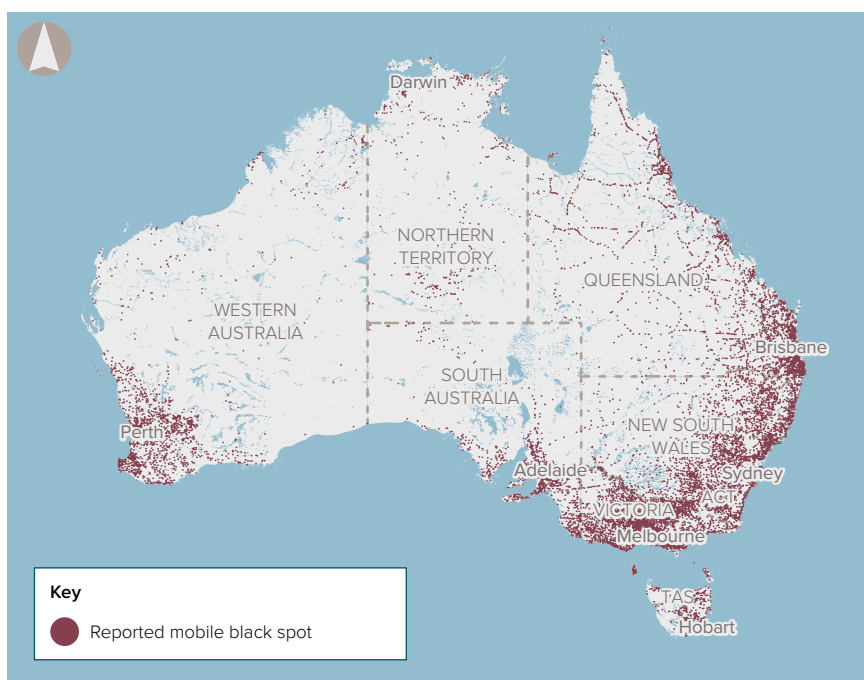 Darwin
NORTHERN
TERRITORY
QUEENSLAND
WESTERN
AUSTRALIA
Brisbane
SOUTH
AUSTRALIA
NEW SOUTH
WALES
Perth
Adelaide
Sydney
ACT
VICTORIA
Melbourne
TAS
Hobart
Key
Reported mobile black spot